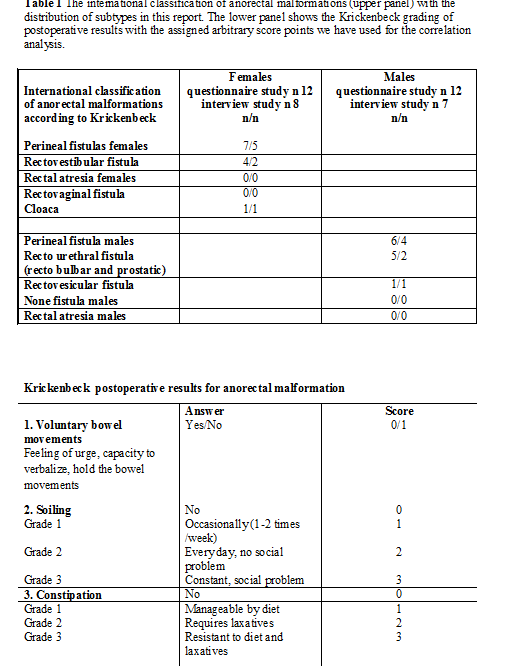 Table 1 The international classification of anorectal malformations (upper panel) with the
distribution of subtypes in this report. The lower panel shows the Krickenbeck grading of
postoperative results with the assigned arbitrary score points we have used for the correlation
analysis.
Females Males
International classification questionnaire study n 12 questionnaire study n 12
of anorectal malformations interview study n 8 interview study n 7
according to Krickenbeck n/n n/n
Perineal fistulas females 7/5
Rectovestibular fistula 4/2
Rectal atresia females 0/0
Rectovaginal fistula 0/0
Cloaca 1/1
Perineal fistula males 6/4
Recto urethral fistula 5/2
(recto bulbar and prostatic)
Rectovesicular fistula 1/1
None fistula males 0/0
Rectal atresia males 0/0
Krickenbeck postoperative results for anorectal malformation
Answer Score
1. Voluntary bowel Yes/No 0/1
movements
Feeling of urge, capacity to
verbalize, hold the bowel
movements
2. Soiling No 0
Grade 1 Occasionally (1-2 times 1
/week)
Grade 2 Every day, no social 2
problem
Grade 3 Constant, social problem 3
3. Constipation No 0
Grade 1 Manageable by diet 1
Grade 2 Requires laxatives 2
Grade 3 Resistant to diet and 3
laxatives